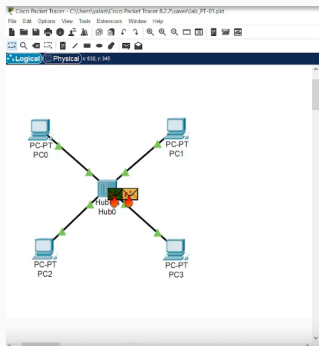 Cisco Packet Tracer - C:\Users\yalan\Cisco Packet Tracer 8.2.2\saves\lab_PT-01.pkt
File Edit Options View Tools Extensions Window Help
Logical Physical x: 632, y: 345
PC-PT
PC0
PC-PT
PC1
Hub
Hub0
PC-PT
PC2
PC-PT
PC3